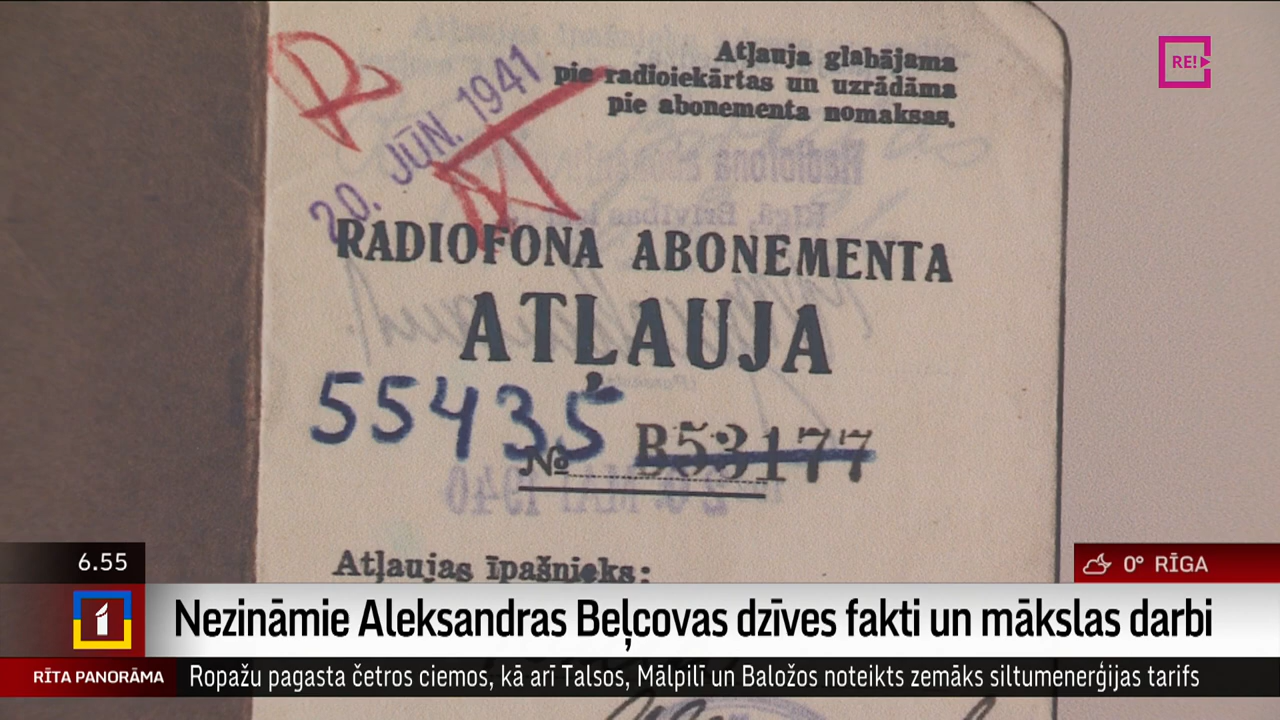 RE!
Atļauja glabājama
pie radioiekārtas un uzrādāma
pie abonementa nomaksas.
20. JŪN. 1941
RADIOFONA ABONEMENTA
ATĻAUJA
55435
№ B53177
Atļaujas īpašnieks:
6.55
0° RĪGA
1
Nezināmie Aleksandras Beļcovas dzīves fakti un mākslas darbi
RĪTA PANORĀMA
Ropažu pagasta četros ciemos, kā arī Talsos, Mālpilī un Baložos noteikts zemāks siltumenerģijas tarifs